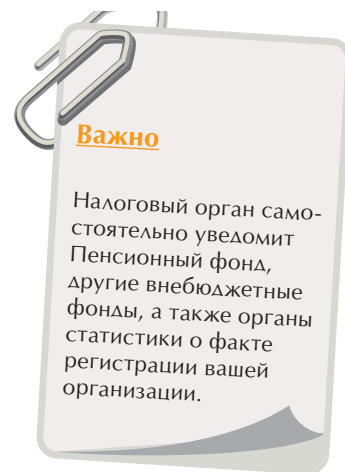 Важно
Налоговый орган само-
стоятельно уведомит
Пенсионный фонд,
другие внебюджетные
фонды, а также органы
статистики о факте
регистрации вашей
организации.